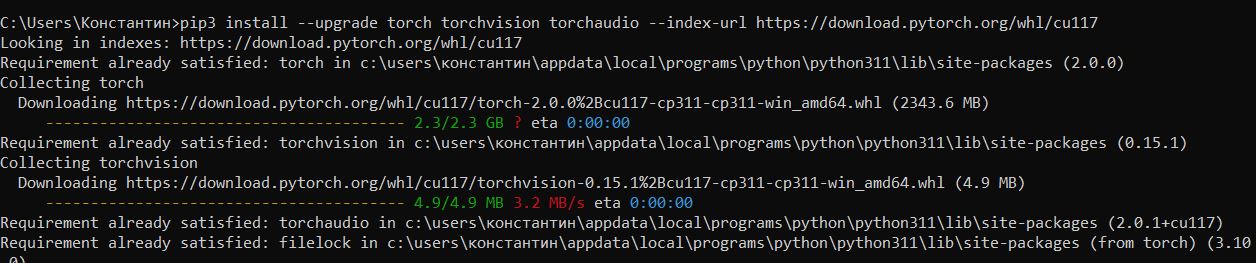 C:\Users\Константин>pip3 install --upgrade torch torchvision torchaudio --index-url https://download.pytorch.org/whl/cu117
Looking in indexes: https://download.pytorch.org/whl/cu117
Requirement already satisfied: torch in c:\users\константин\appdata\local\programs\python\python311\lib\site-packages (2.0.0)
Collecting torch
  Downloading https://download.pytorch.org/whl/cu117/torch-2.0.0%2Bcu117-cp311-cp311-win_amd64.whl (2343.6 MB)
     ---------------------------------------- 2.3/2.3 GB ? eta 0:00:00
Requirement already satisfied: torchvision in c:\users\константин\appdata\local\programs\python\python311\lib\site-packages (0.15.1)
Collecting torchvision
  Downloading https://download.pytorch.org/whl/cu117/torchvision-0.15.1%2Bcu117-cp311-cp311-win_amd64.whl (4.9 MB)
     ---------------------------------------- 4.9/4.9 MB 3.2 MB/s eta 0:00:00
Requirement already satisfied: torchaudio in c:\users\константин\appdata\local\programs\python\python311\lib\site-packages (2.0.1+cu117)
Requirement already satisfied: filelock in c:\users\константин\appdata\local\programs\python\python311\lib\site-packages (from torch) (3.10
.0)